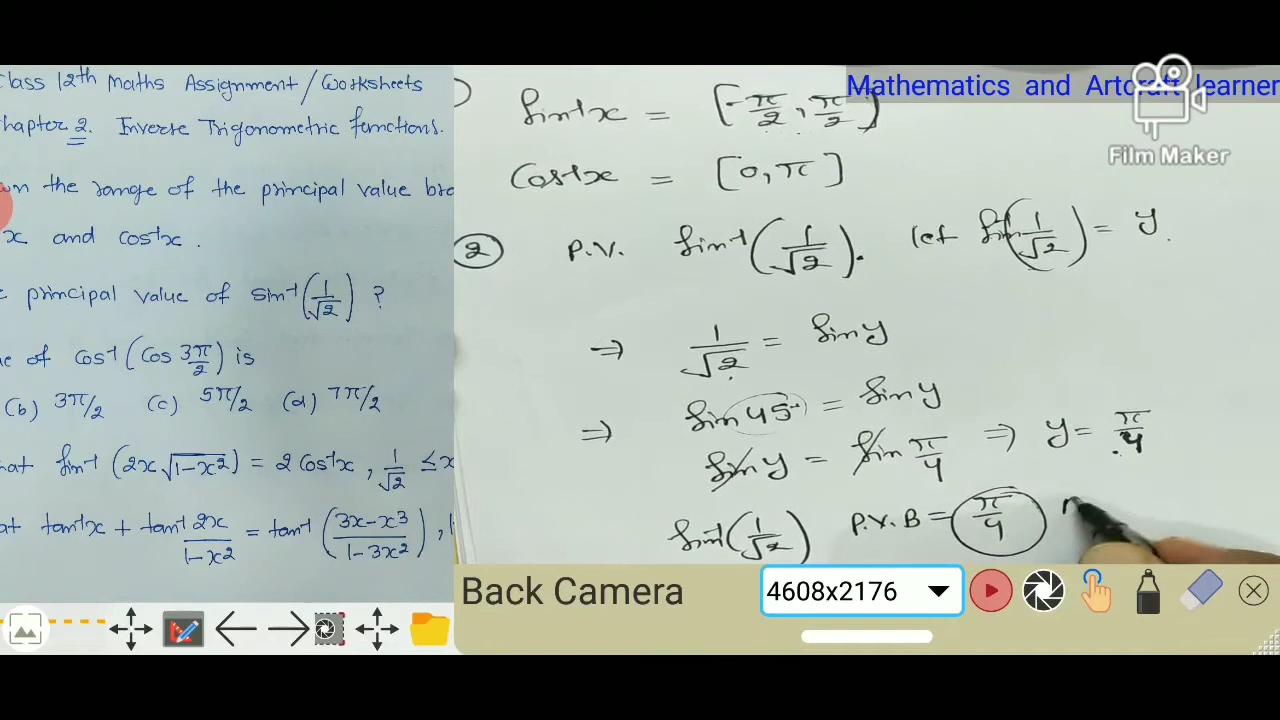 Class 12th Maths Assignment/Worksheets
Chapter 2. Inverse Trigonometric functions.
the range of the principal value
x and cos⁻¹x.
principal value of sin⁻¹(1/√2) ?
of cos⁻¹(Cos 3π/2) is
(b) 3π/2 (c) 5π/2 (d) 7π/2
that sin⁻¹(2x√1-x²) = 2 cos⁻¹x, 1/√2 ≤ x
that tan⁻¹x + tan⁻¹ 2x/1-x² = tan⁻¹(3x-x³/1-3x²),
Mathematics and Artcraft learner
Film Maker
Sin⁻¹x = [-π/2, π/2]
Cos⁻¹x = [0, π]
② P.V. Sin⁻¹(1/√2). let Sin⁻¹(1/√2) = y.
⇒ 1/√2 = Sin y
⇒ Sin 45° = Sin y
Sin y = Sin π/4 ⇒ y = π/4
Sin⁻¹(1/√2) P.V.B = π/4
Back Camera
4608x2176